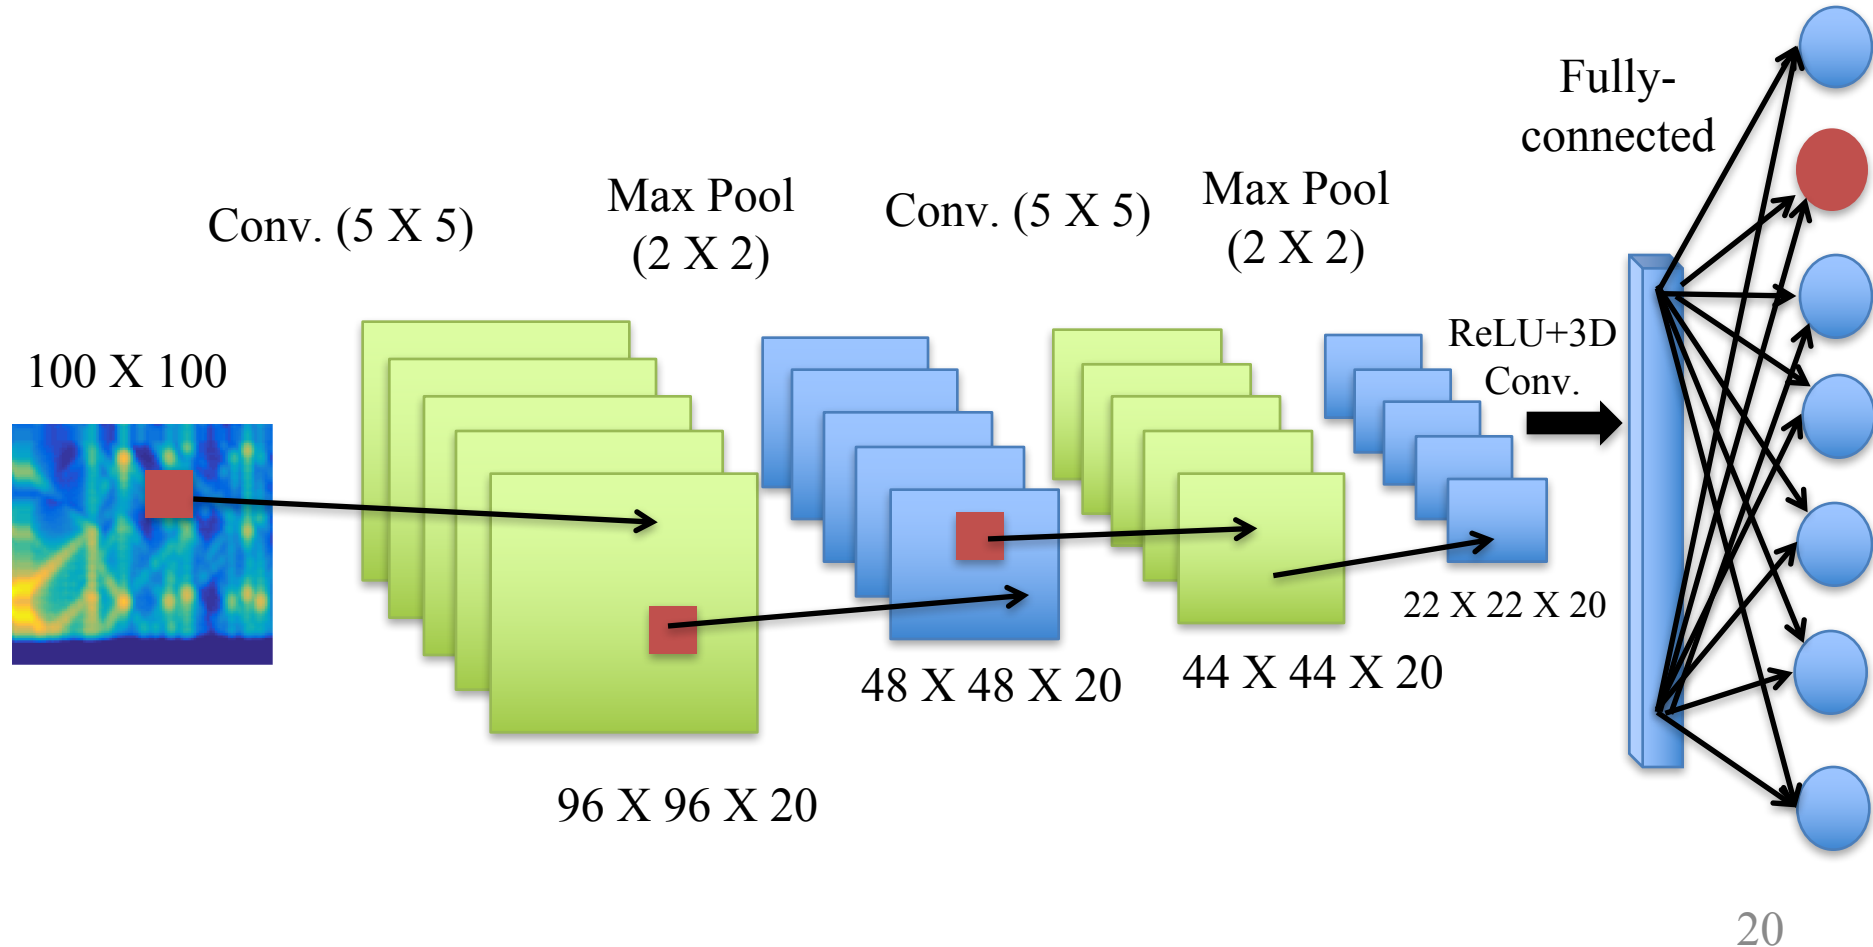 100 X 100
Conv. (5 X 5)
96 X 96 X 20
Max Pool
(2 X 2)
48 X 48 X 20
Conv. (5 X 5)
44 X 44 X 20
Max Pool
(2 X 2)
22 X 22 X 20
ReLU+3D
Conv.
Fully-
connected
20